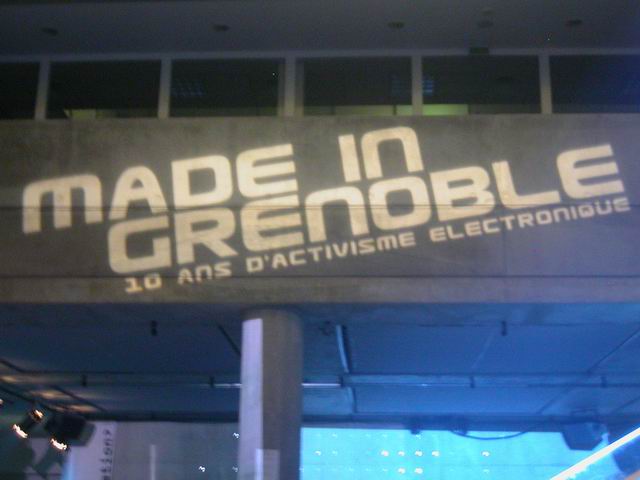 MADE IN
GRENOBLE
10 ANS D'ACTIVISME ELECTRONIQUE